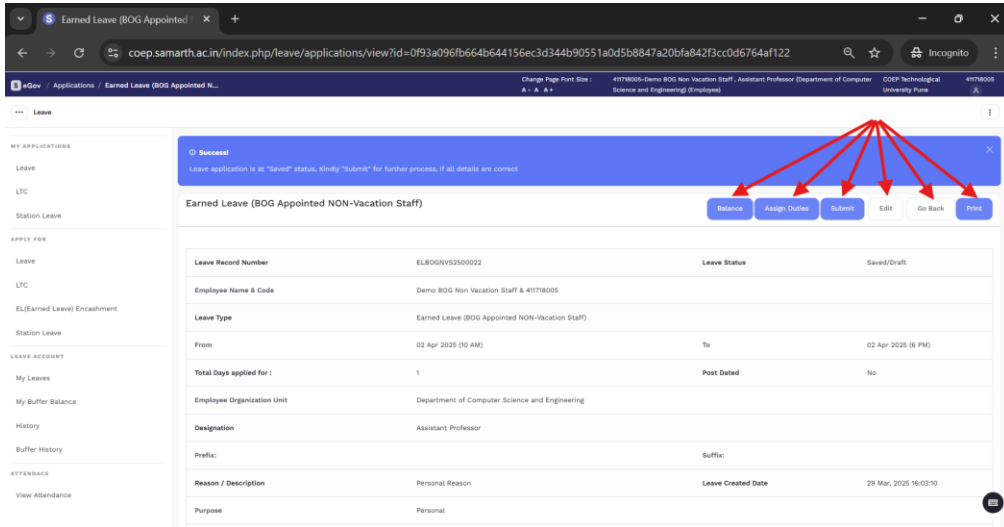 S Earned Leave (BOG Appointed N
coep.samarth.ac.in/index.php/leave/applications/view?id=0f93a096fb664b644156ec3d344b90551a0d5b8847a20bfa842f3cc0d6764af122
Incognito
S eGov / Applications / Earned Leave (BOG Appointed N...
Change Page Font Size :
A - A A +
411718005-Demo BOG Non Vacation Staff , Assistant Professor (Department of Computer
Science and Engineering) (Employee)
COEP Technological
University Pune
411718005
Leave
MY APPLICATIONS
Leave
LTC
Station Leave
APPLY FOR
Leave
LTC
EL(Earned Leave) Encashment
Station Leave
LEAVE ACCOUNT
My Leaves
My Buffer Balance
History
Buffer History
ATTENDACE
View Attendance
Success!
Leave application is at "Saved" status, Kindly "Submit" for further process, if all details are correct
Earned Leave (BOG Appointed NON-Vacation Staff)
Balance Assign Duties Submit Edit Go Back Print
Leave Record Number ELBOGNVS2500022 Leave Status Saved/Draft
Employee Name & Code Demo BOG Non Vacation Staff & 411718005
Leave Type Earned Leave (BOG Appointed NON-Vacation Staff)
From 02 Apr 2025 (10 AM) To 02 Apr 2025 (6 PM)
Total Days applied for : 1 Post Dated No
Employee Organization Unit Department of Computer Science and Engineering
Designation Assistant Professor
Prefix: Suffix:
Reason / Description Personal Reason Leave Created Date 29 Mar, 2025 16:03:10
Purpose Personal